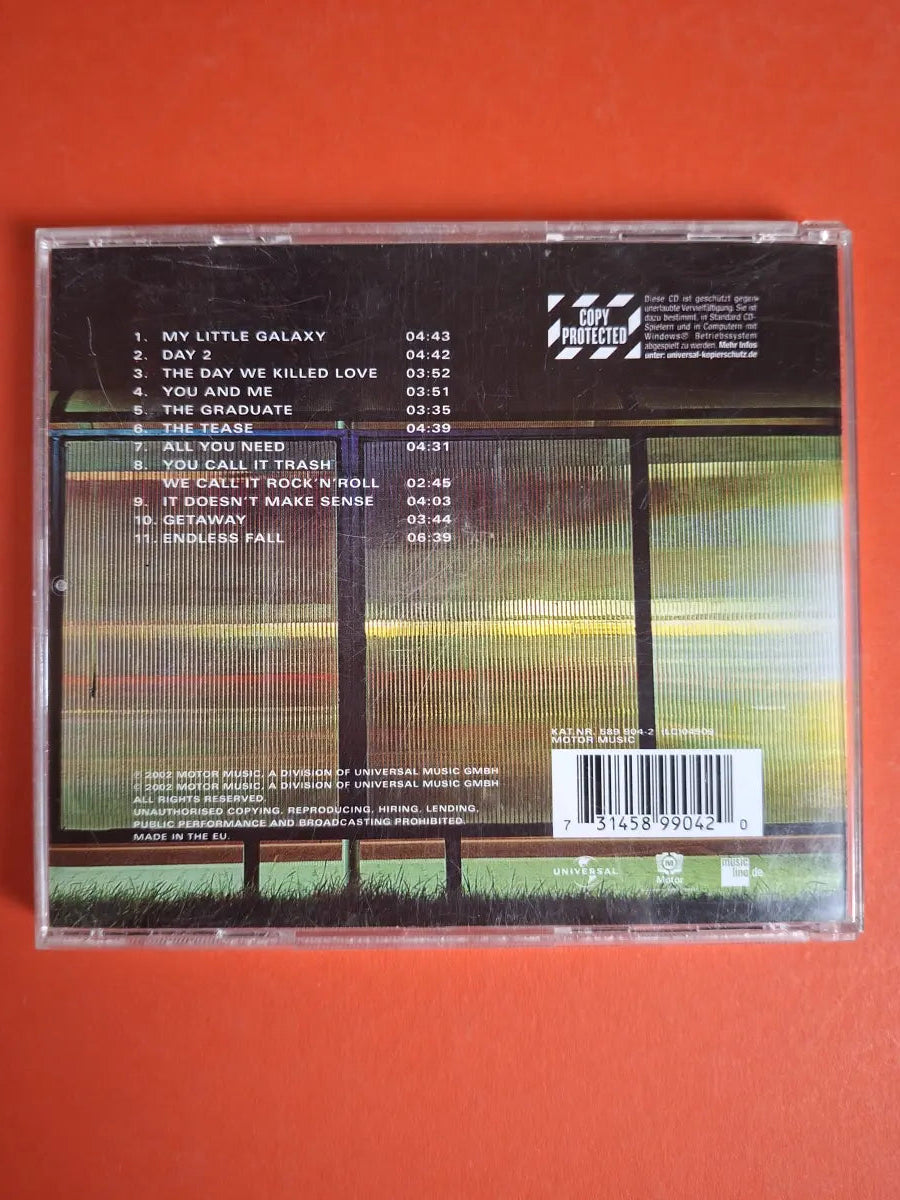 COPY PROTECTED
Diese CD ist geschützt gegen
unerlaubte Vervielfältigung. Sie ist
dazu bestimmt, in Standard CD-
Spielern und in Computern mit
Windows® Betriebssystem
abgespielt zu werden. Mehr Infos
unter: universal-kopierschutz.de
1. MY LITTLE GALAXY 04:43
2. DAY 2 04:42
3. THE DAY WE KILLED LOVE 03:52
4. YOU AND ME 03:51
5. THE GRADUATE 03:35
6. THE TEASE 04:39
7. ALL YOU NEED 04:31
8. YOU CALL IT TRASH
WE CALL IT ROCK'N'ROLL 02:45
9. IT DOESN'T MAKE SENSE 04:03
10. GETAWAY 03:44
11. ENDLESS FALL 06:39
KAT.NR. 589 904-2 (LC)04909
MOTOR MUSIC
℗ 2002 MOTOR MUSIC, A DIVISION OF UNIVERSAL MUSIC GMBH
© 2002 MOTOR MUSIC, A DIVISION OF UNIVERSAL MUSIC GMBH
ALL RIGHTS RESERVED.
UNAUTHORISED COPYING, REPRODUCING, HIRING, LENDING,
PUBLIC PERFORMANCE AND BROADCASTING PROHIBITED.
MADE IN THE EU.
7 31458 99042 0
UNIVERSAL
M
Motor
music
line.de